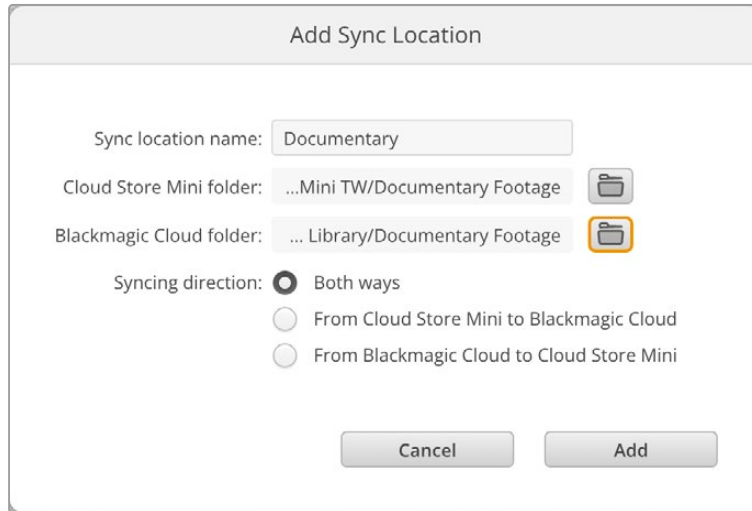 Add Sync Location
Sync location name: Documentary
Cloud Store Mini folder: ...Mini TW/Documentary Footage
Blackmagic Cloud folder: ... Library/Documentary Footage
Syncing direction: Both ways
From Cloud Store Mini to Blackmagic Cloud
From Blackmagic Cloud to Cloud Store Mini
Cancel Add